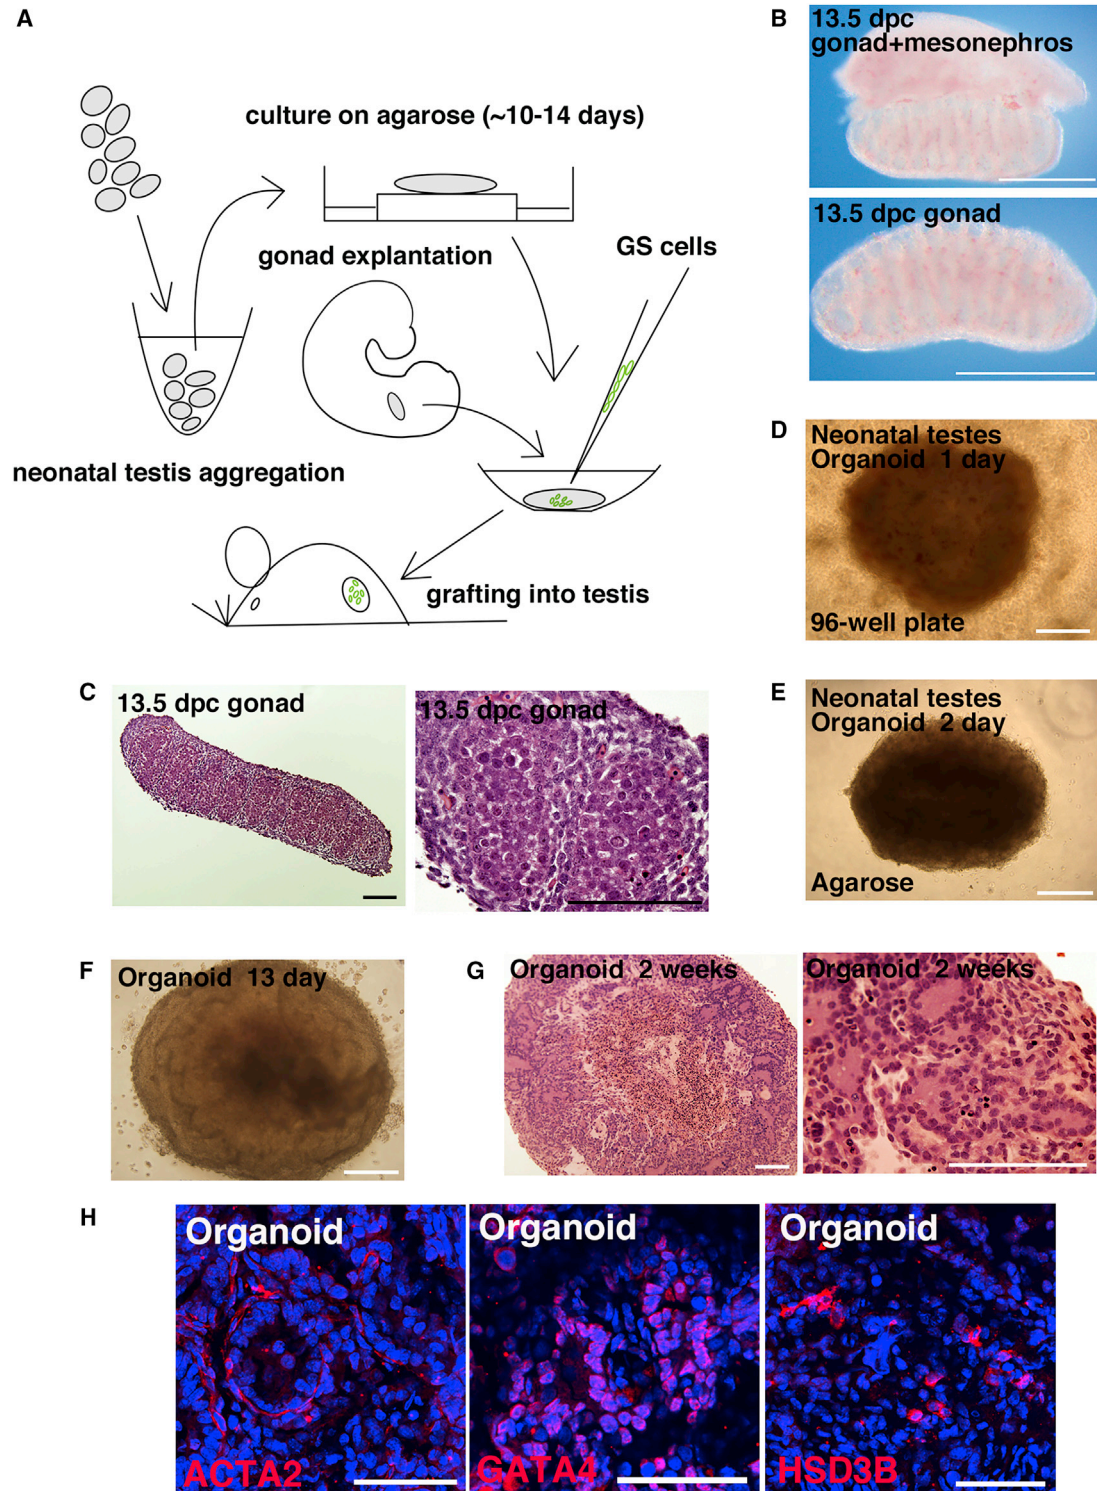 A
culture on agarose (~10-14 days)
gonad explantation
GS cells
neonatal testis aggregation
grafting into testis
B
13.5 dpc
gonad+mesonephros
13.5 dpc gonad
C
13.5 dpc gonad
13.5 dpc gonad
D
Neonatal testes
Organoid 1 day
96-well plate
E
Neonatal testes
Organoid 2 day
Agarose
F
Organoid 13 day
G
Organoid 2 weeks
Organoid 2 weeks
H
Organoid
ACTA2
Organoid
GATA4
Organoid
HSD3B